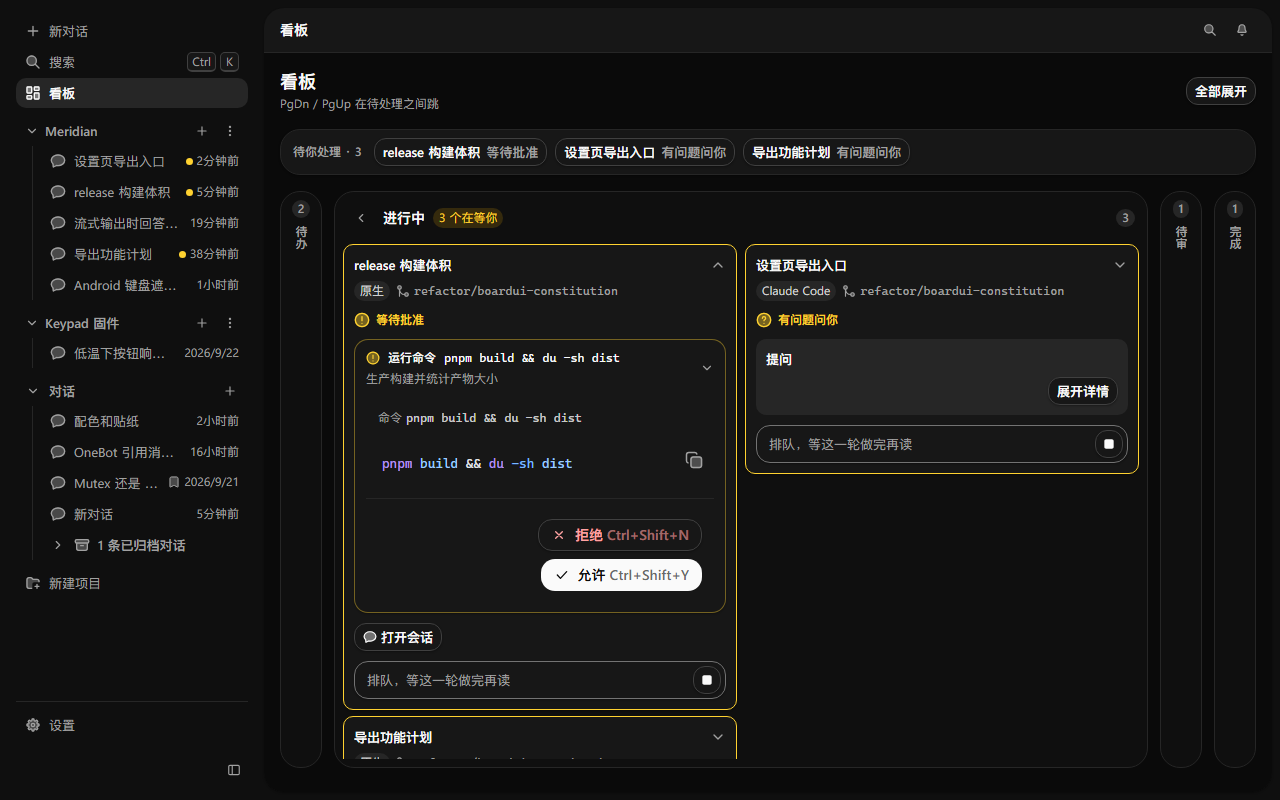 新对话
搜索 Ctrl K
看板
Meridian
设置页导出入口 2分钟前
release 构建体积 5分钟前
流式输出时回答… 19分钟前
导出功能计划 38分钟前
Android 键盘遮… 1小时前
Keypad 固件
低温下按钮响… 2026/9/22
对话
配色和贴纸 2小时前
OneBot 引用消… 16小时前
Mutex 还是 … 2026/9/21
新对话 5分钟前
1 条已归档对话
新建项目
设置
看板
看板
PgDn / PgUp 在待处理之间跳
全部展开
待你处理 · 3
release 构建体积 等待批准
设置页导出入口 有问题问你
导出功能计划 有问题问你
2
待办
进行中 3 个在等你 3
release 构建体积
原生 refactor/boardui-constitution
等待批准
运行命令 pnpm build && du -sh dist
生产构建并统计产物大小
命令 pnpm build && du -sh dist
pnpm build && du -sh dist
拒绝 Ctrl+Shift+N
允许 Ctrl+Shift+Y
打开会话
排队，等这一轮做完再读
导出功能计划
设置页导出入口
Claude Code refactor/boardui-constitution
有问题问你
提问
展开详情
排队，等这一轮做完再读
1
待审
1
完成